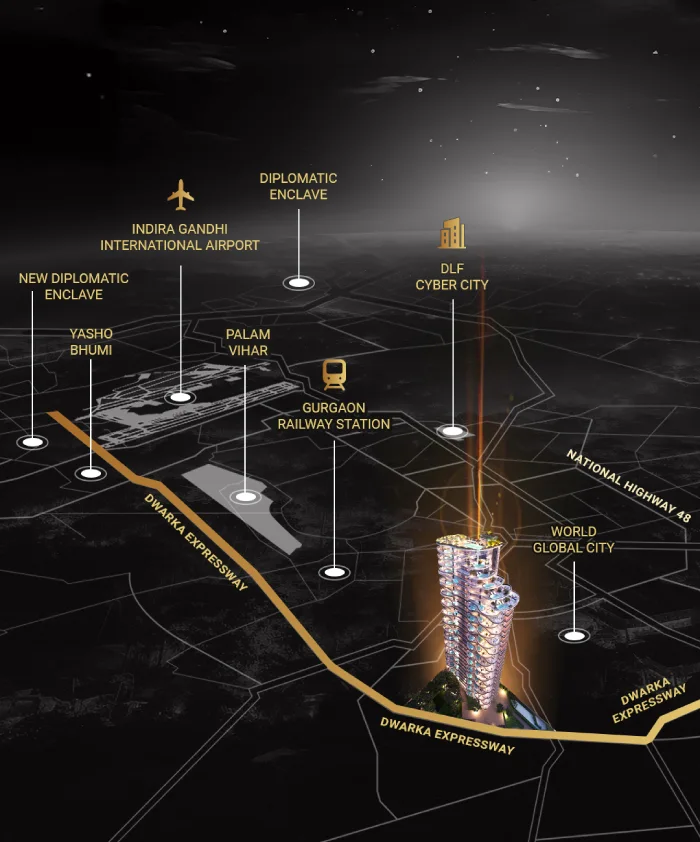 DIPLOMATIC
ENCLAVE
INDIRA GANDHI
INTERNATIONAL AIRPORT
DLF
CYBER CITY
NEW DIPLOMATIC
ENCLAVE
YASHO
BHUMI
PALAM
VIHAR
GURGAON
RAILWAY STATION
NATIONAL HIGHWAY 48
DWARKA EXPRESSWAY
WORLD
GLOBAL CITY
DWARKA
EXPRESSWAY
DWARKA EXPRESSWAY